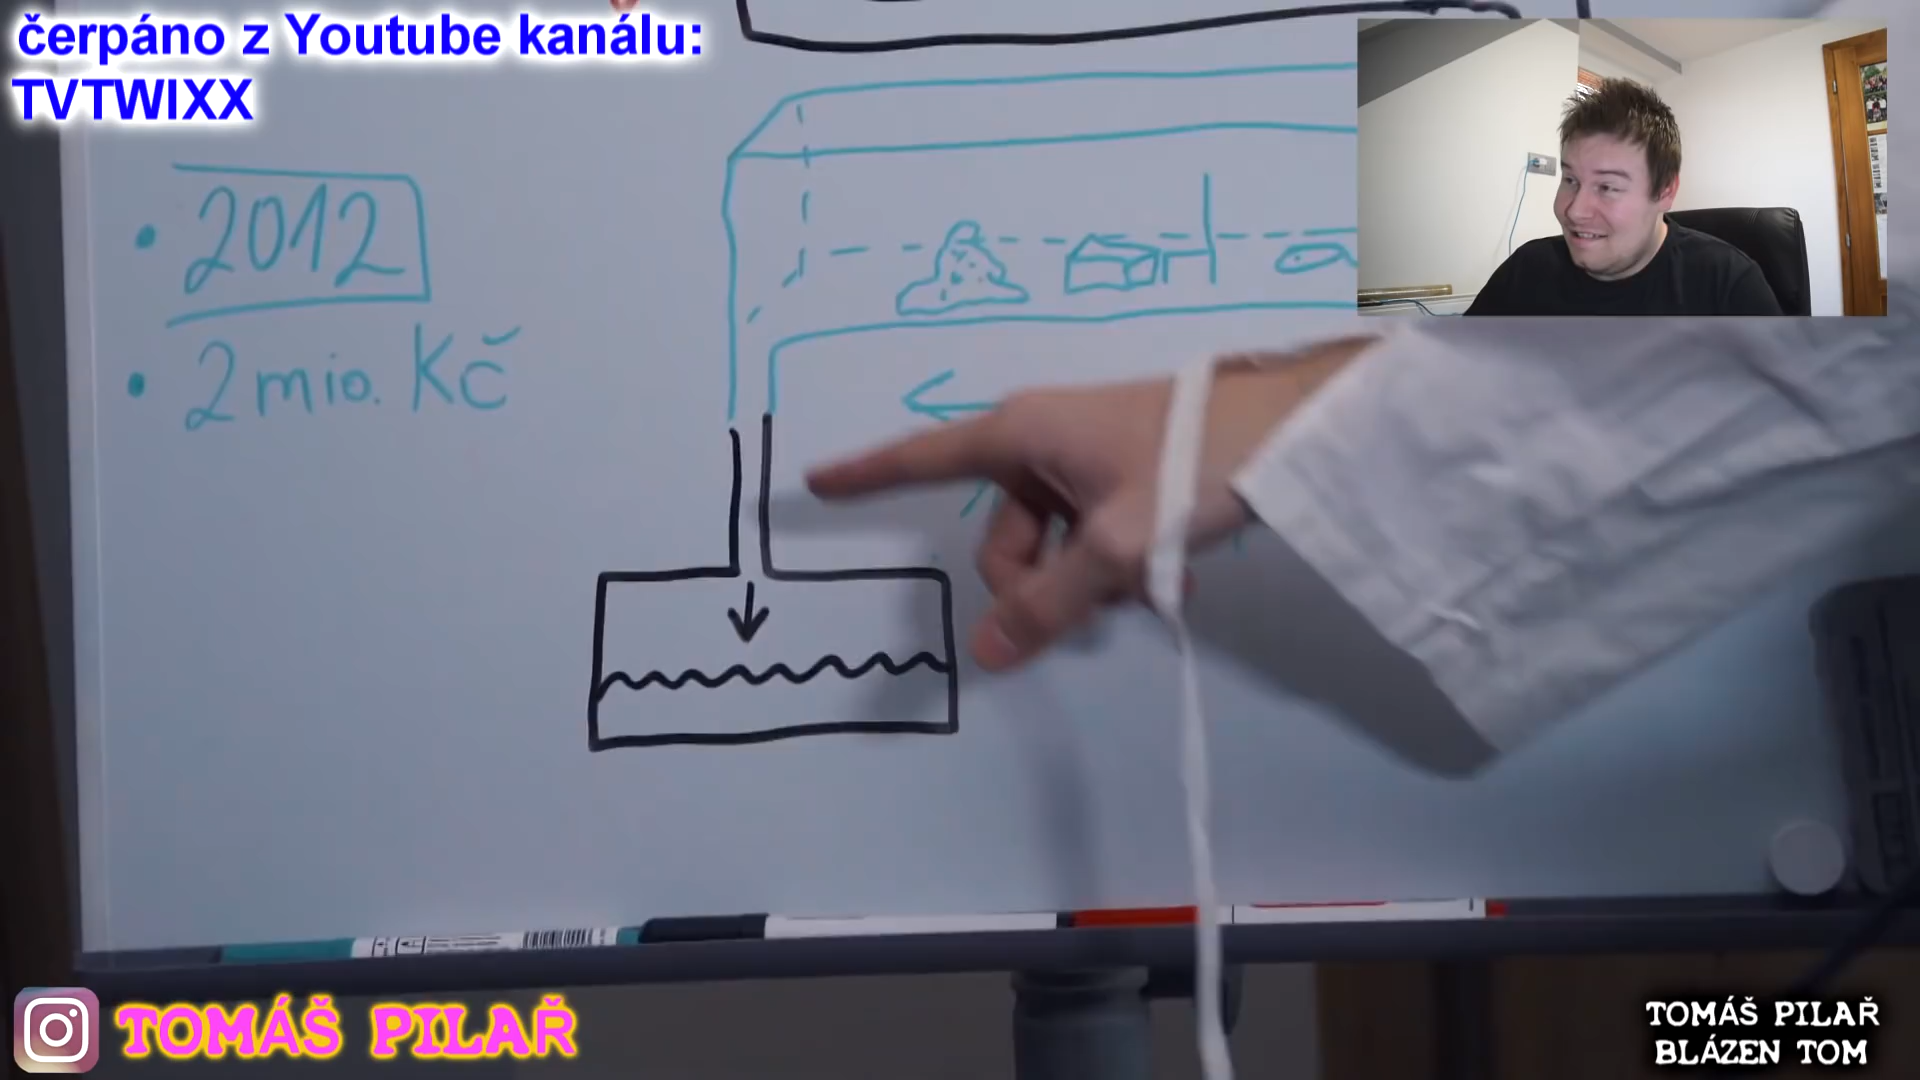 čerpáno z Youtube kanálu:
TVTWIXX
• 2012
• 2 mio. Kč
TOMÁŠ PILAŘ
TOMÁŠ PILAŘ
BLÁZEN TOM